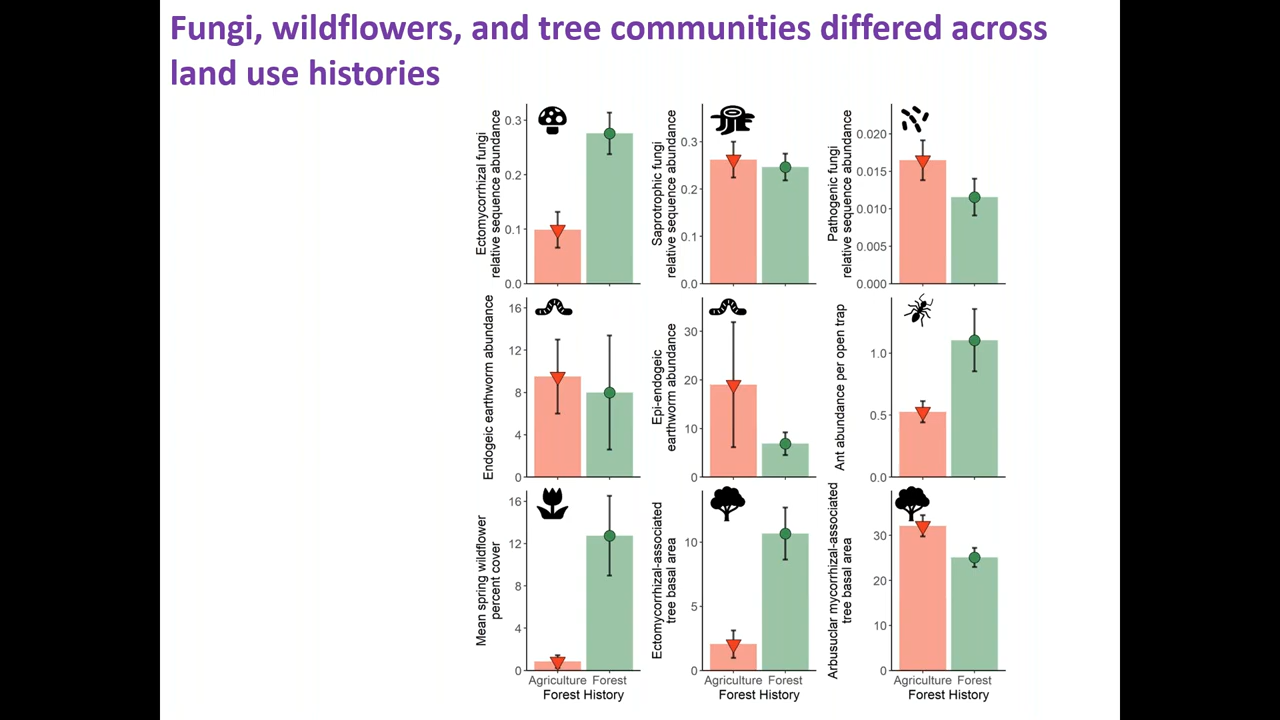 Fungi, wildflowers, and tree communities differed across
land use histories
Ectomycorrhizal fungi
relative sequence abundance
0.3
0.2
0.1
0.0
Saprotrophic fungi
relative sequence abundance
0.3
0.2
0.1
0.0
Pathogenic fungi
relative sequence abundance
0.020
0.015
0.010
0.005
0.000
Endogeic earthworm abundance
16
12
8
4
0
Epi-endogeic
earthworm abundance
30
20
10
0
Ant abundance per open trap
1.0
0.5
0.0
Mean spring wildflower
percent cover
16
12
8
4
0
Agriculture Forest
Forest History
Ectomycorrhizal-associated
tree basal area
10
5
0
Agriculture Forest
Forest History
Arbusuclar mycorrhizal-associated
tree basal area
30
20
10
0
Agriculture Forest
Forest History